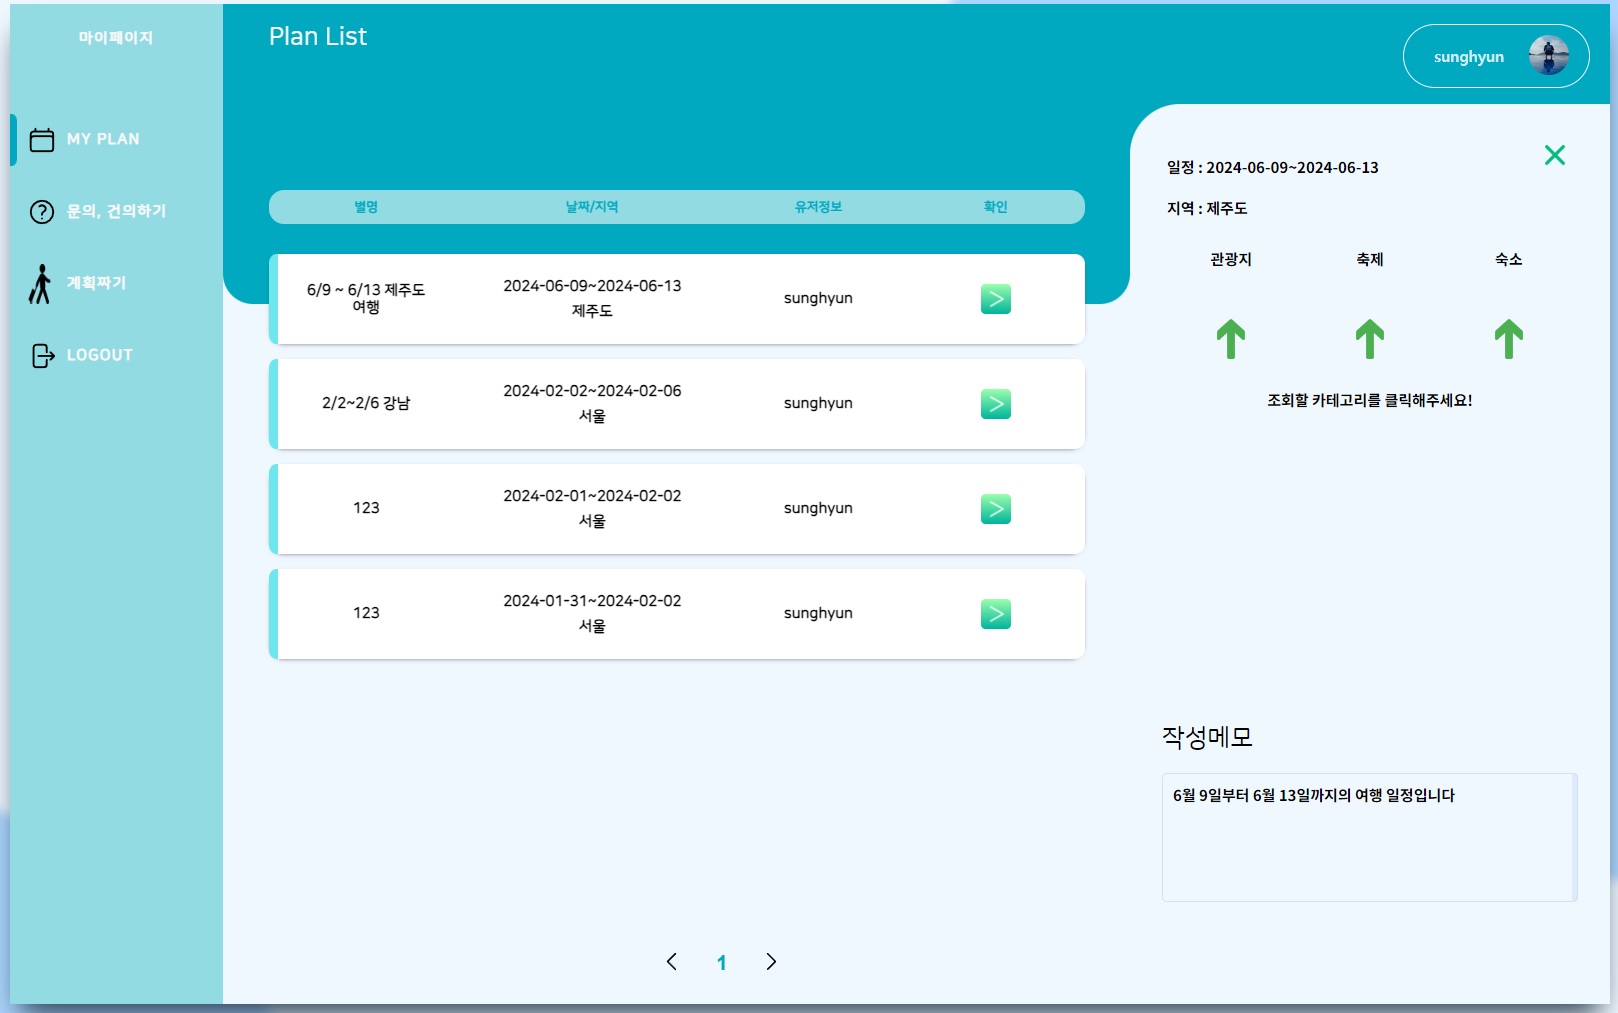 마이페이지
MY PLAN
문의, 건의하기
계획짜기
LOGOUT
Plan List
sunghyun
별명
날짜/지역
유저정보
확인
6/9 ~ 6/13 제주도
여행
2024-06-09~2024-06-13
제주도
sunghyun
2/2~2/6 강남
2024-02-02~2024-02-06
서울
sunghyun
123
2024-02-01~2024-02-02
서울
sunghyun
123
2024-01-31~2024-02-02
서울
sunghyun
1
일정 : 2024-06-09~2024-06-13
지역 : 제주도
관광지
축제
숙소
조회할 카테고리를 클릭해주세요!
작성메모
6월 9일부터 6월 13일까지의 여행 일정입니다